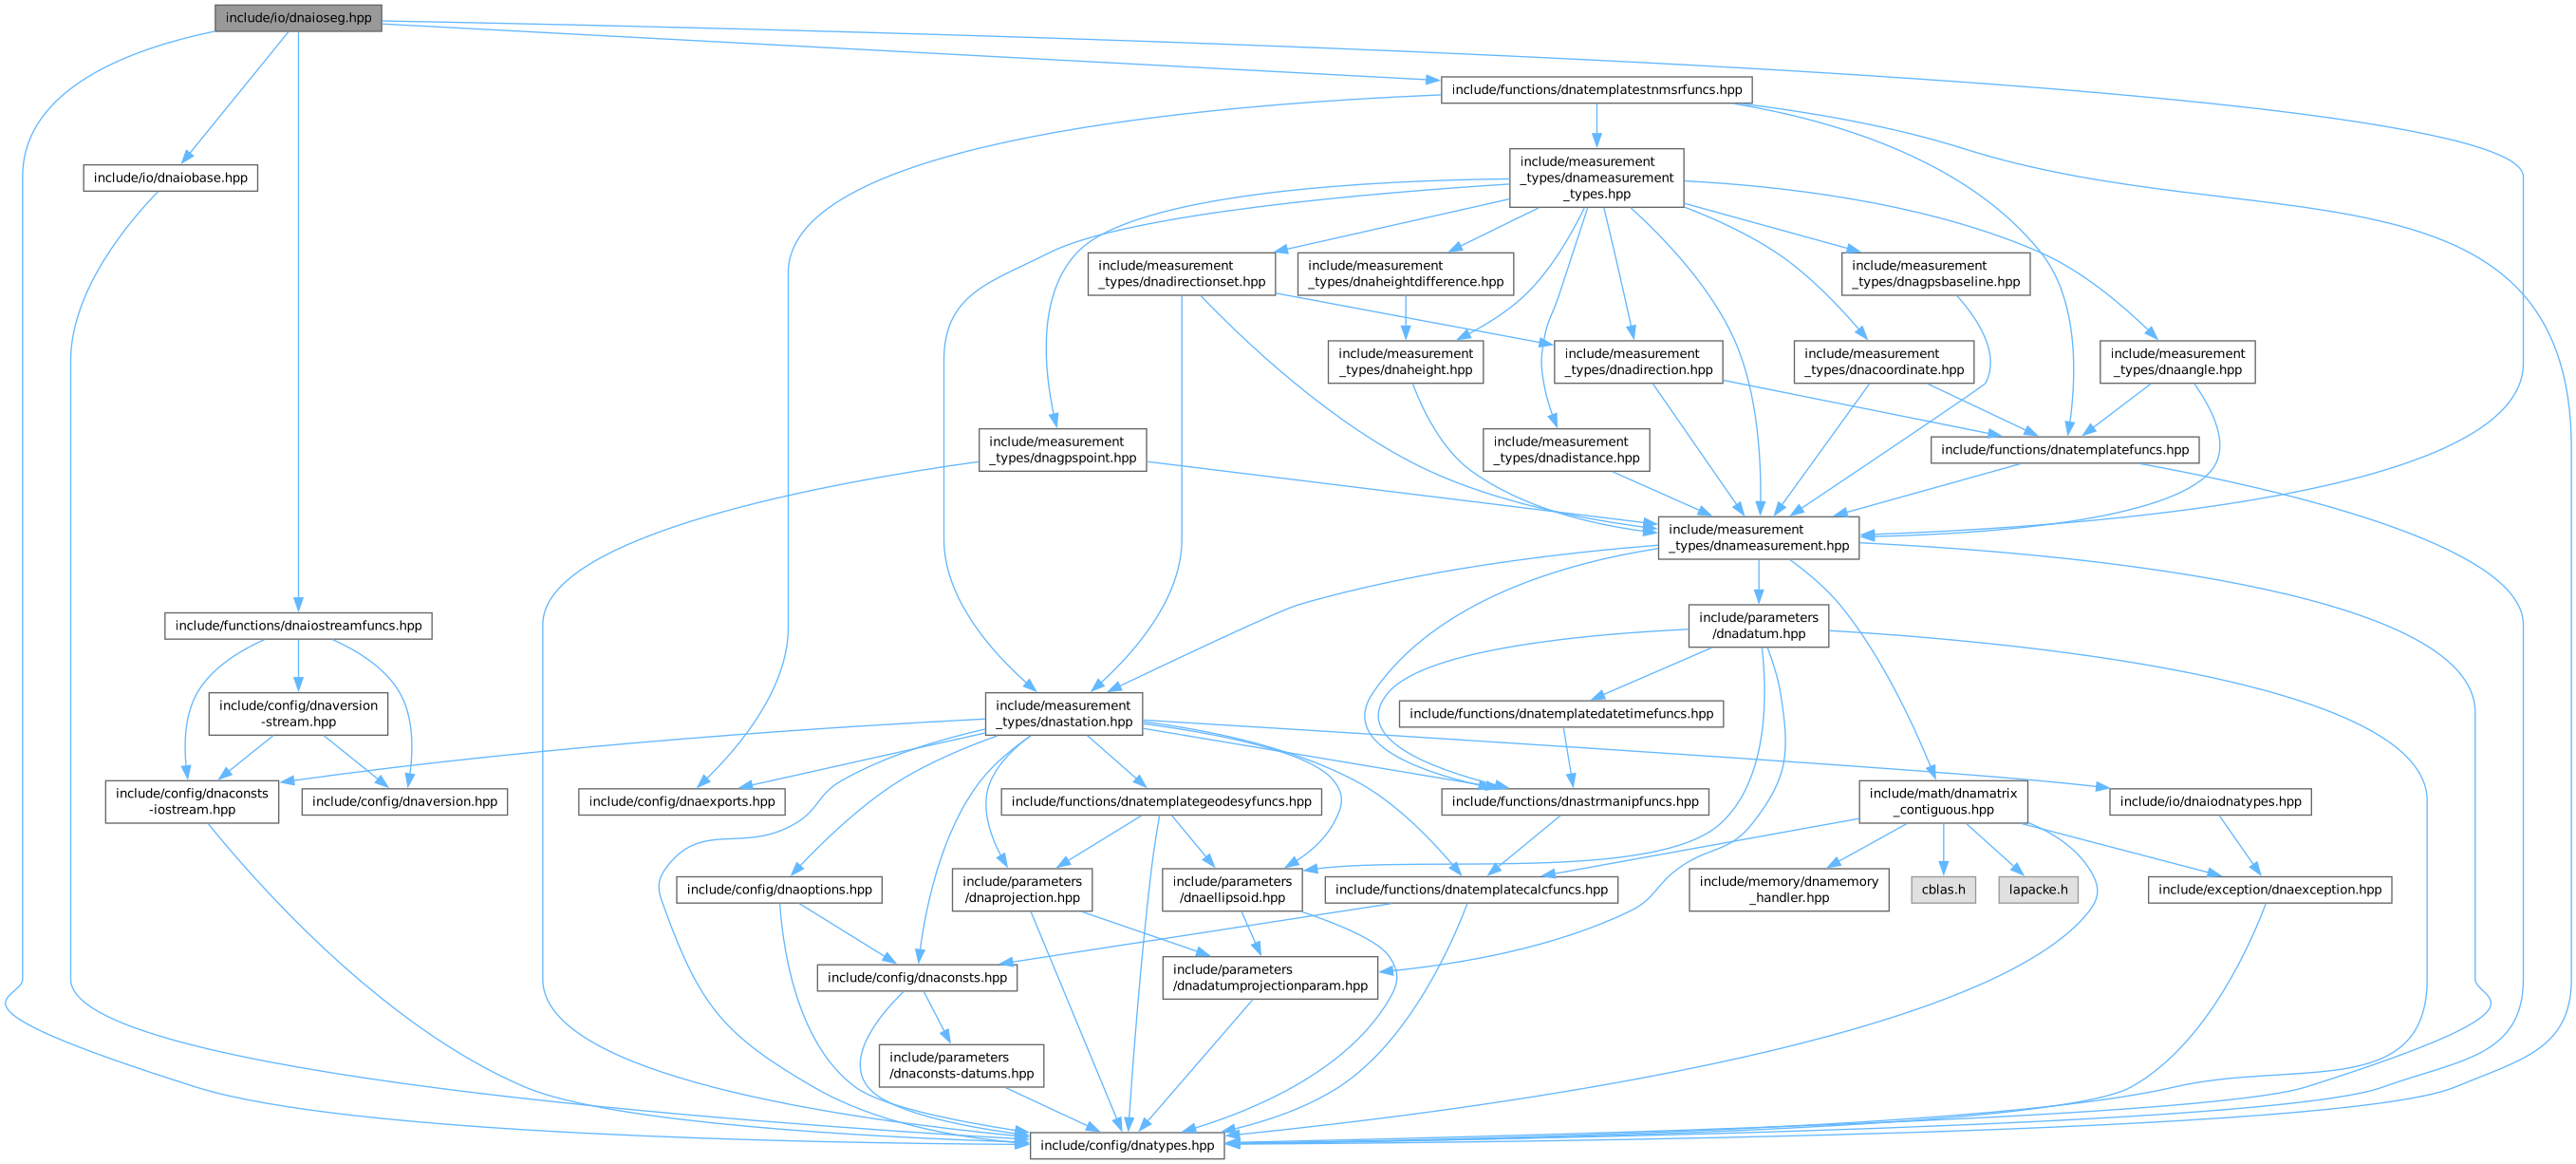 include/io/dnaioseg.hpp
include/functions/dnatemplatestnmsrfuncs.hpp
include/io/dnaiobase.hpp
include/measurement
_types/dnameasurement
_types.hpp
include/measurement
_types/dnadirectionset.hpp
include/measurement
_types/dnaheightdifference.hpp
include/measurement
_types/dnagpsbaseline.hpp
include/measurement
_types/dnaheight.hpp
include/measurement
_types/dnadirection.hpp
include/measurement
_types/dnacoordinate.hpp
include/measurement
_types/dnaangle.hpp
include/measurement
_types/dnagpspoint.hpp
include/measurement
_types/dnadistance.hpp
include/functions/dnatemplatefuncs.hpp
include/measurement
_types/dnameasurement.hpp
include/functions/dnaiostreamfuncs.hpp
include/parameters
/dnadatum.hpp
include/config/dnaversion
-stream.hpp
include/measurement
_types/dnastation.hpp
include/functions/dnatemplatedatetimefuncs.hpp
include/config/dnaconsts
-iostream.hpp
include/config/dnaversion.hpp
include/config/dnaexports.hpp
include/functions/dnatemplategeodesyfuncs.hpp
include/functions/dnastrmanipfuncs.hpp
include/math/dnamatrix
_contiguous.hpp
include/io/dnaiodnatypes.hpp
include/config/dnaoptions.hpp
include/parameters
/dnaprojection.hpp
include/parameters
/dnaellipsoid.hpp
include/functions/dnatemplatecalcfuncs.hpp
include/memory/dnamemory
_handler.hpp
cblas.h
lapacke.h
include/exception/dnaexception.hpp
include/config/dnaconsts.hpp
include/parameters
/dnadatumprojectionparam.hpp
include/parameters
/dnaconsts-datums.hpp
include/config/dnatypes.hpp